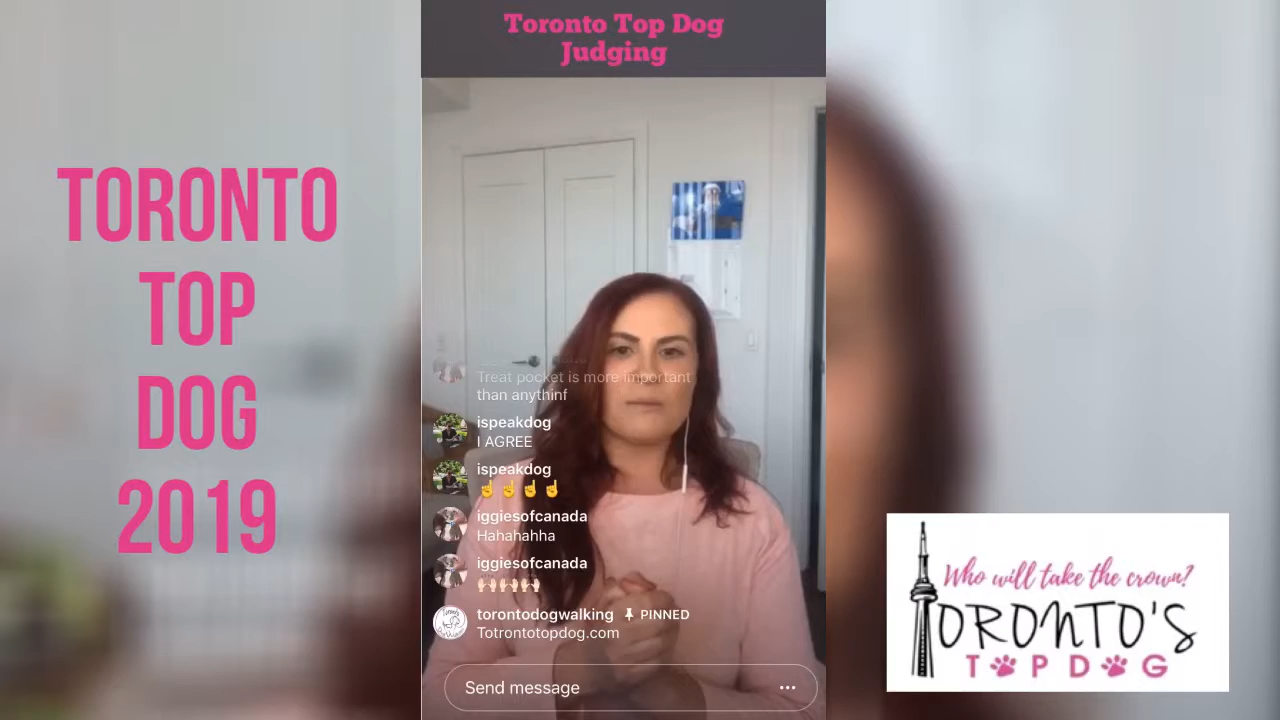 TORONTO
TOP
DOG
2019
Toronto Top Dog
Judging
Treat pocket is more important
than anythinf
ispeakdog
I AGREE
ispeakdog
☝☝☝☝
iggiesofcanada
Hahahahha
iggiesofcanada
🙌🏻🙌🏻🙌🏻
torontodogwalking PINNED
Totrontotopdog.com
Send message
Who will take the crown?
TORONTO'S
TOPDOG